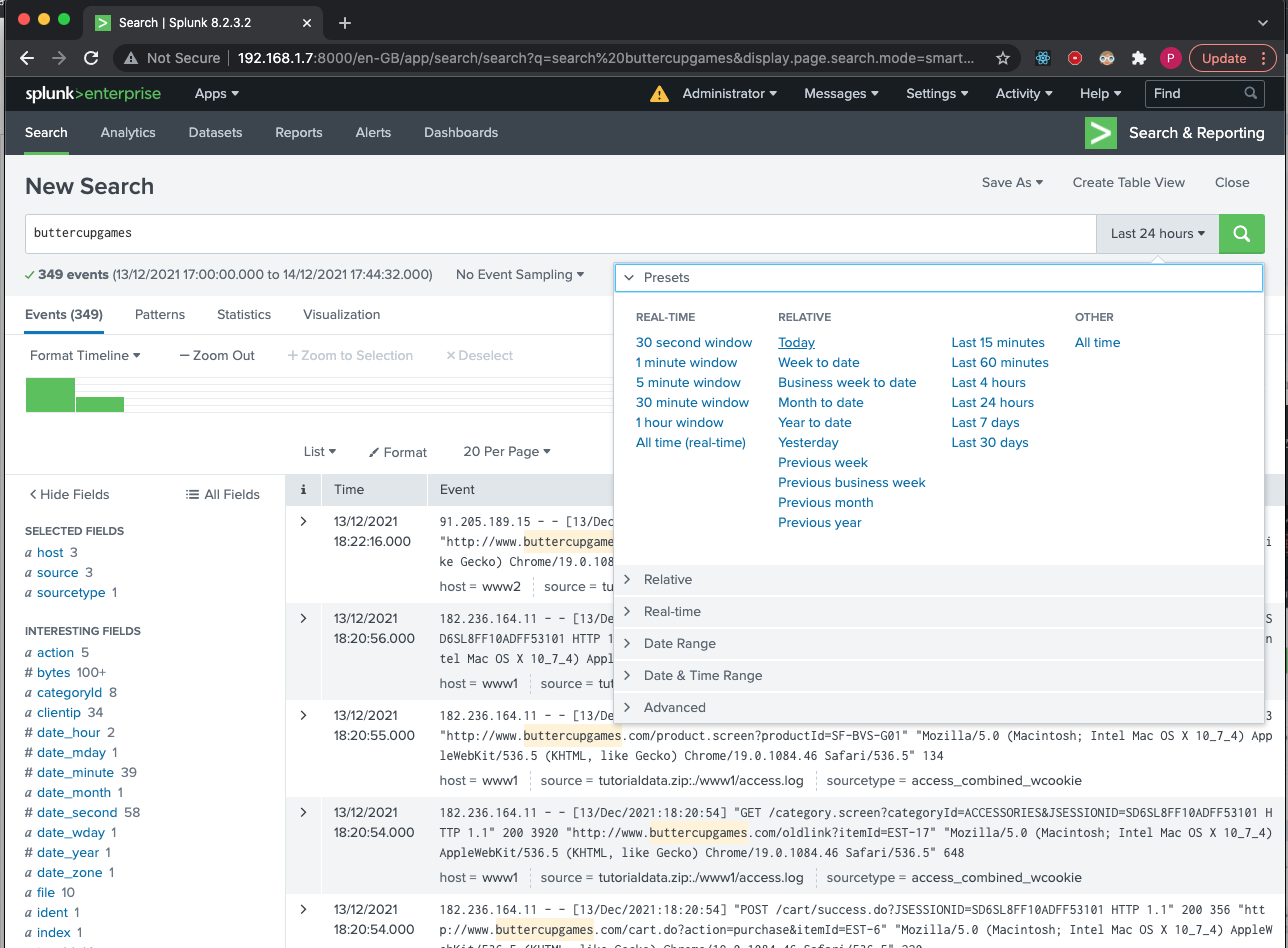 Search | Splunk 8.2.3.2
Not Secure 192.168.1.7:8000/en-GB/app/search/search?q=search%20buttercupgames&display.page.search.mode=smart...
P
Update
splunk>enterprise Apps Administrator Messages Settings Activity Help Find
Search Analytics Datasets Reports Alerts Dashboards Search & Reporting
New Search Save As Create Table View Close
buttercupgames Last 24 hours
349 events (13/12/2021 17:00:00.000 to 14/12/2021 17:44:32.000) No Event Sampling
Presets
REAL-TIME
30 second window
1 minute window
5 minute window
30 minute window
1 hour window
All time (real-time)
RELATIVE
Today
Week to date
Business week to date
Month to date
Year to date
Yesterday
Previous week
Previous business week
Previous month
Previous year
Last 15 minutes
Last 60 minutes
Last 4 hours
Last 24 hours
Last 7 days
Last 30 days
OTHER
All time
Relative
Real-time
Date Range
Date & Time Range
Advanced
Events (349) Patterns Statistics Visualization
Format Timeline — Zoom Out + Zoom to Selection × Deselect
List Format 20 Per Page
Hide Fields All Fields
SELECTED FIELDS
a host 3
a source 3
a sourcetype 1
INTERESTING FIELDS
a action 5
# bytes 100+
a categoryId 8
a clientip 34
# date_hour 2
# date_mday 1
# date_minute 39
a date_month 1
# date_second 58
a date_wday 1
# date_year 1
a date_zone 1
a file 10
a ident 1
a index 1
i Time Event
13/12/2021
18:22:16.000
91.205.189.15 - - [13/Dec
"http://www.buttercupgame
ke Gecko) Chrome/19.0.108
host = www2 source = tu
13/12/2021
18:20:56.000
182.236.164.11 - - [13/De
D6SL8FF10ADFF53101 HTTP 1
tel Mac OS X 10_7_4) Appl
host = www1 source = tut
13/12/2021
18:20:55.000
182.236.164.11 - - [13/De
"http://www.buttercupgames.com/product.screen?productId=SF-BVS-G01" "Mozilla/5.0 (Macintosh; Intel Mac OS X 10_7_4) App
leWebKit/536.5 (KHTML, like Gecko) Chrome/19.0.1084.46 Safari/536.5" 134
host = www1 source = tutorialdata.zip:./www1/access.log sourcetype = access_combined_wcookie
13/12/2021
18:20:54.000
182.236.164.11 - - [13/Dec/2021:18:20:54] "GET /category.screen?categoryId=ACCESSORIES&JSESSIONID=SD6SL8FF10ADFF53101 H
TTP 1.1" 200 3920 "http://www.buttercupgames.com/oldlink?itemId=EST-17" "Mozilla/5.0 (Macintosh; Intel Mac OS X 10_7_4)
AppleWebKit/536.5 (KHTML, like Gecko) Chrome/19.0.1084.46 Safari/536.5" 648
host = www1 source = tutorialdata.zip:./www1/access.log sourcetype = access_combined_wcookie
13/12/2021
18:20:54.000
182.236.164.11 - - [13/Dec/2021:18:20:54] "POST /cart/success.do?JSESSIONID=SD6SL8FF10ADFF53101 HTTP 1.1" 200 356 "htt
p://www.buttercupgames.com/cart.do?action=purchase&itemId=EST-6" "Mozilla/5.0 (Macintosh; Intel Mac OS X 10_7_4) AppleW